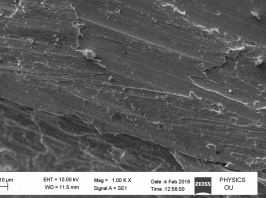 10 µm
EHT = 10.00 kV
WD = 11.5 mm
Mag = 1.00 K X
Signal A = SE1
Date :4 Feb 2016
Time :12:56:50
ZEISS
PHYSICS
OU